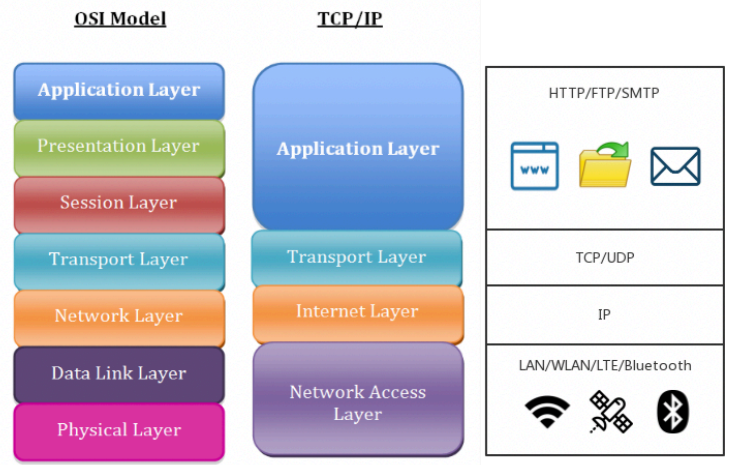 OSI Model
Application Layer
Presentation Layer
Session Layer
Transport Layer
Network Layer
Data Link Layer
Physical Layer
TCP/IP
Application Layer
Transport Layer
Internet Layer
Network Access
Layer
HTTP/FTP/SMTP
www
TCP/UDP
IP
LAN/WLAN/LTE/Bluetooth